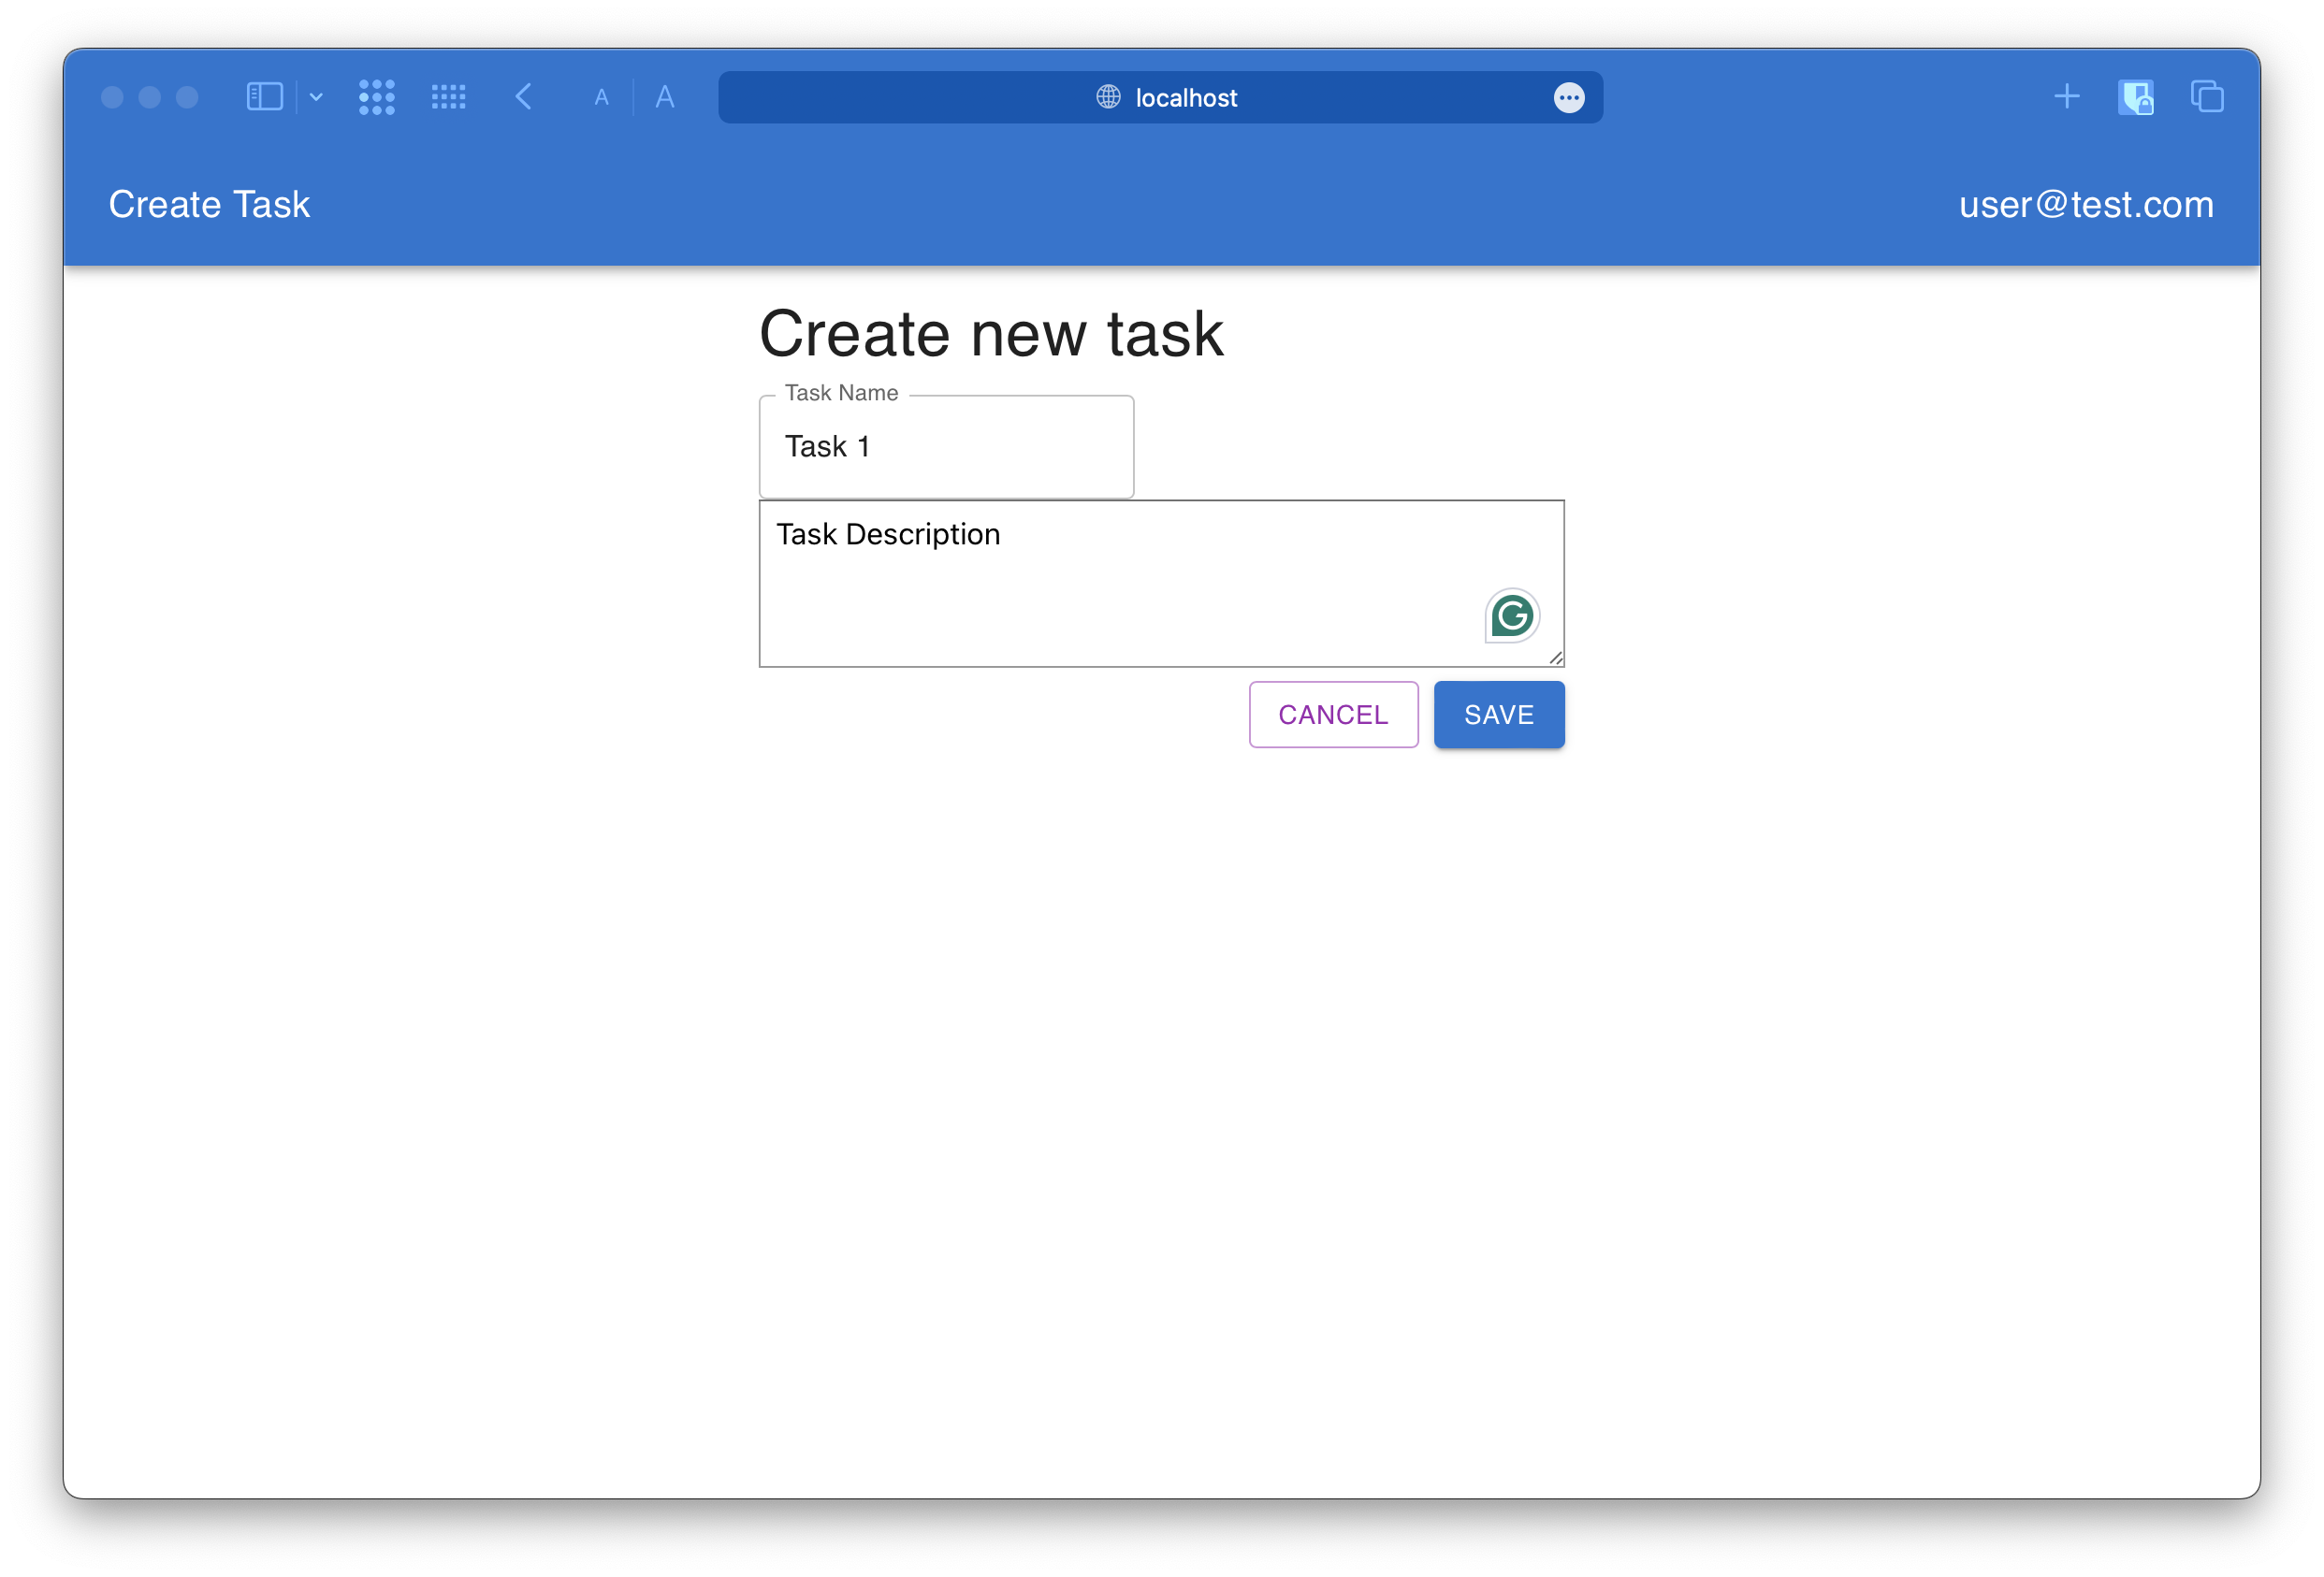 A A localhost
Create Task user@test.com
Create new task
Task Name
Task 1
Task Description
CANCEL SAVE